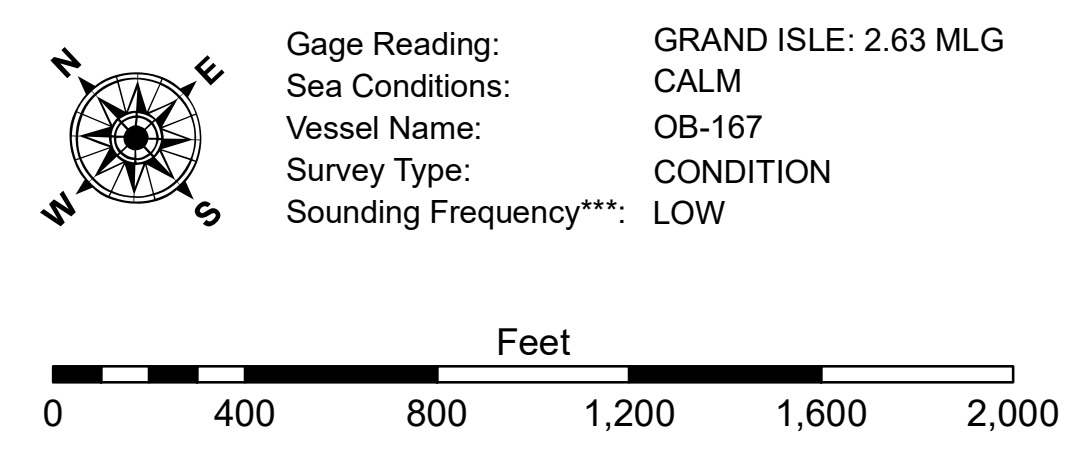 N E
W S
Gage Reading: GRAND ISLE: 2.63 MLG
Sea Conditions: CALM
Vessel Name: OB-167
Survey Type: CONDITION
Sounding Frequency***: LOW
Feet
0 400 800 1,200 1,600 2,000